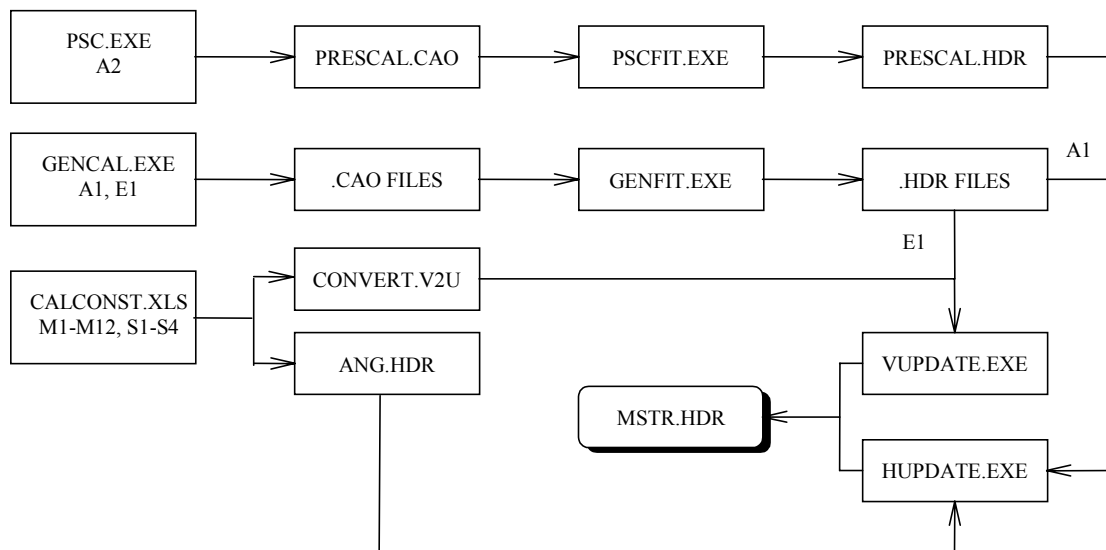 PSC.EXE
A2
PRESCAL.CAO
PSCFIT.EXE
PRESCAL.HDR
GENCAL.EXE
A1, E1
.CAO FILES
GENFIT.EXE
.HDR FILES
A1
E1
CALCONST.XLS
M1-M12, S1-S4
CONVERT.V2U
ANG.HDR
VUPDATE.EXE
MSTR.HDR
HUPDATE.EXE